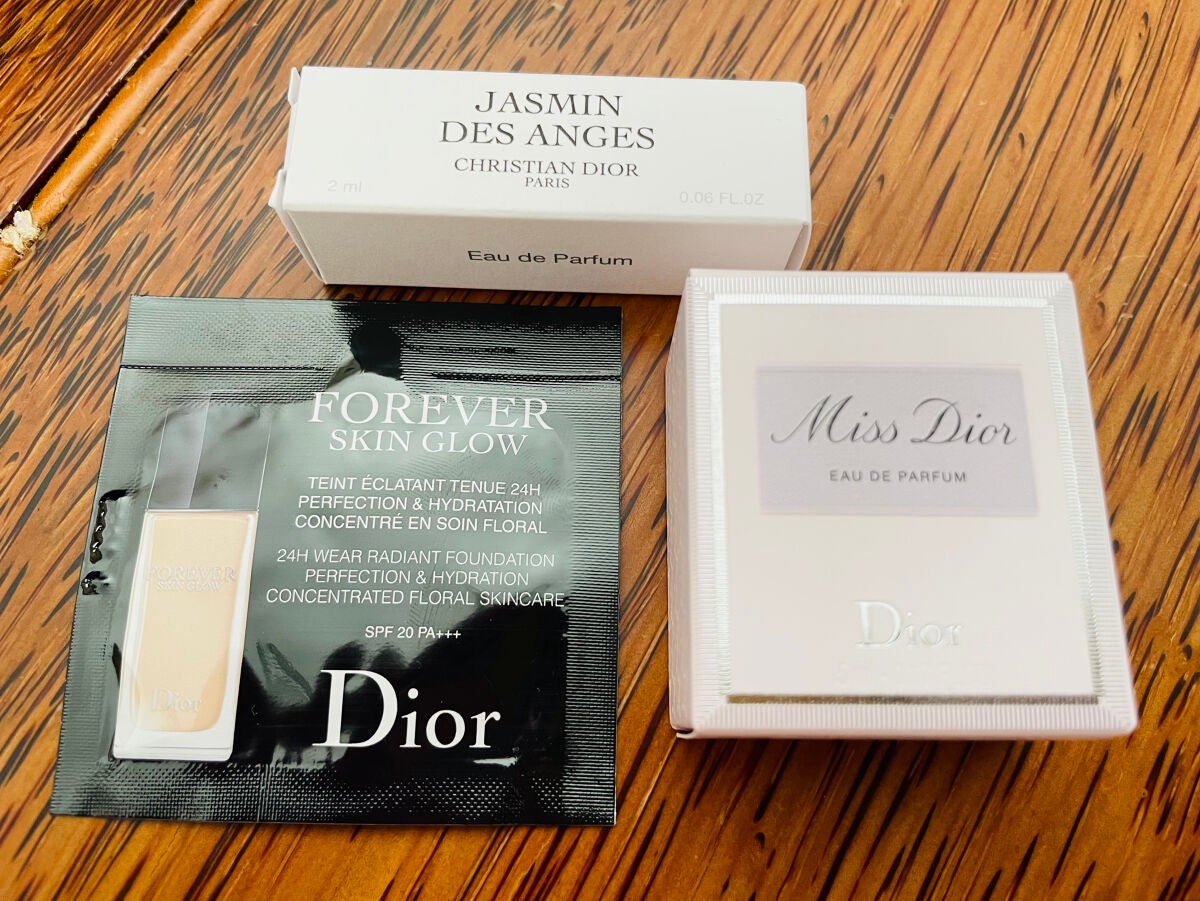 JASMIN
DES ANGES
CHRISTIAN DIOR
PARIS
2 ml
0.06 FL.OZ
Eau de Parfum
FOREVER
SKIN GLOW
TEINT ÉCLATANT TENUE 24H
PERFECTION & HYDRATATION
CONCENTRÉ EN SOIN FLORAL
24H WEAR RADIANT FOUNDATION
PERFECTION & HYDRATION
CONCENTRATED FLORAL SKINCARE
SPF 20 PA+++
Dior
FOREVER
SKIN GLOW
Dior
Miss Dior
EAU DE PARFUM
Dior